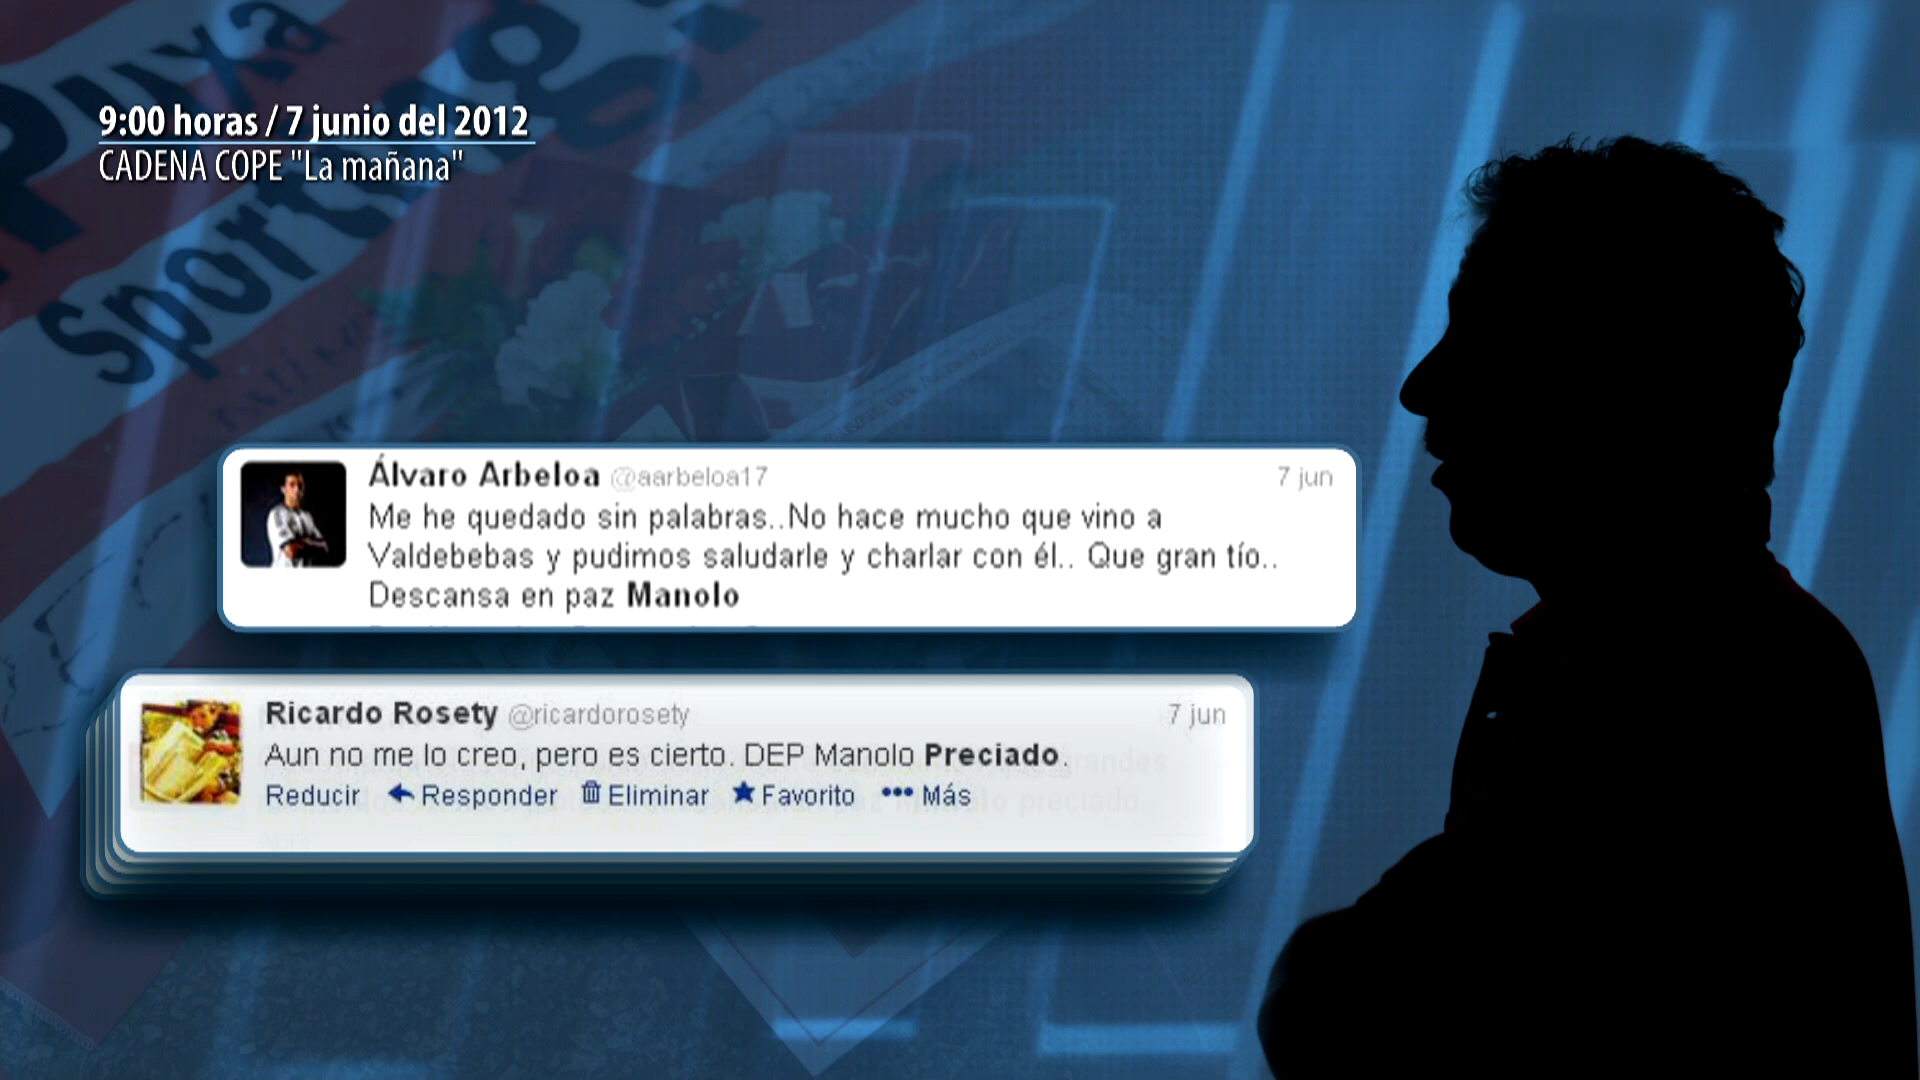 Puxa
Sporting
9:00 horas / 7 junio del 2012
CADENA COPE "La mañana"
Álvaro Arbeloa @aarbeloa17 7 jun
Me he quedado sin palabras..No hace mucho que vino a
Valdebebas y pudimos saludarle y charlar con él.. Que gran tío..
Descansa en paz Manolo
Ricardo Rosety @ricardorosety 7 jun
Aun no me lo creo, pero es cierto. DEP Manolo Preciado.
Reducir Responder Eliminar Favorito Más